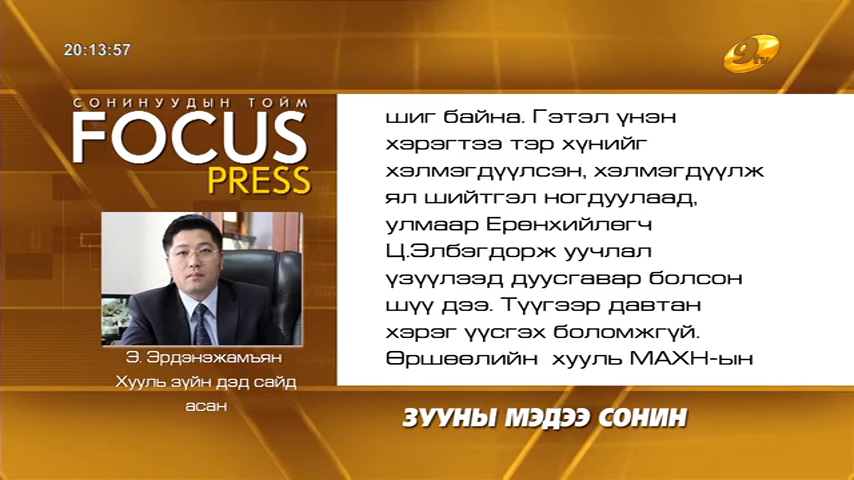 20:13:57
9tv
СОНИНУУДЫН ТОЙМ
FOCUS
PRESS
шиг байна. Гэтэл үнэн
хэрэгтээ тэр хүнийг
хэлмэгдүүлсэн, хэлмэгдүүлж
ял шийтгэл ногдуулаад,
улмаар Ерөнхийлөгч
Ц.Элбэгдорж уучлал
үзүүлээд дуусгавар болсон
шүү дээ. Түүгээр давтан
хэрэг үүсгэх боломжгүй.
Өршөөлийн хууль МАХН-ын
Э. Эрдэнэжамъян
Хууль зүйн дэд сайд
асан
ЗУУНЫ МЭДЭЭ СОНИН